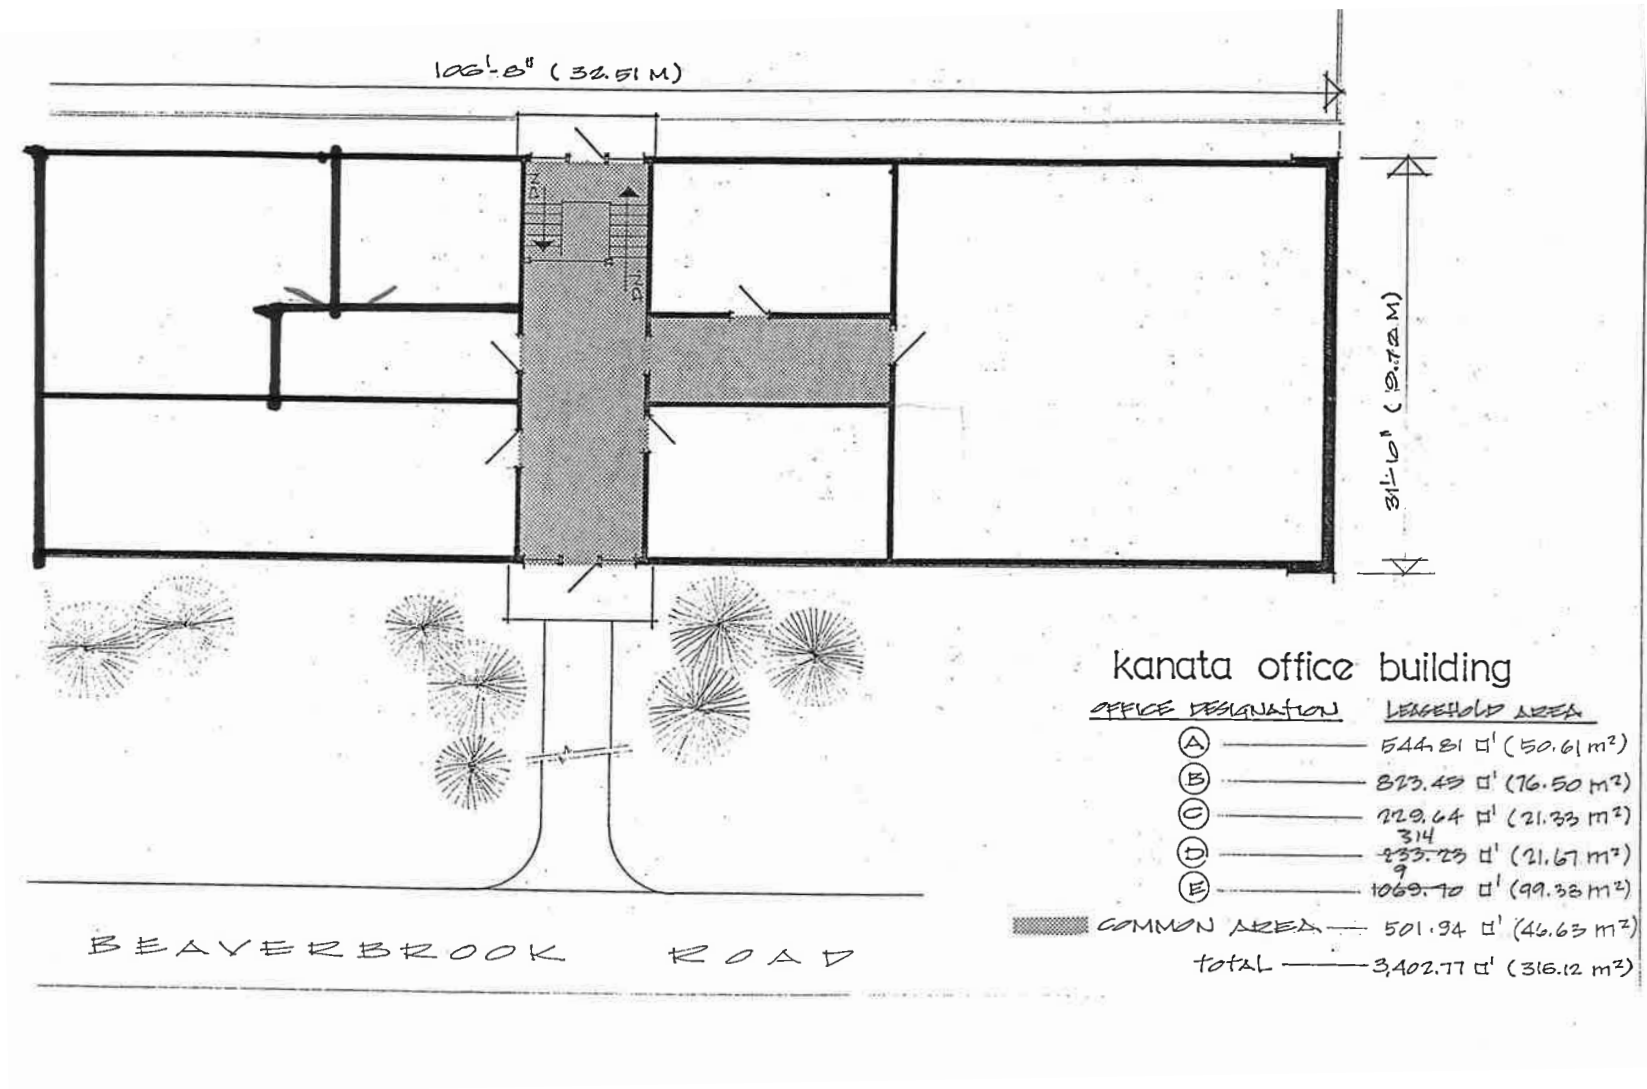 106'-8" (32.51 M)
DN
DN
31'-10" (9.72 M)
kanata office building
OFFICE DESIGNATION LEASEHOLD AREA
A 544.81 □' (50.61 m²)
B 823.45 □' (76.50 m²)
C 229.64 □' (21.33 m²)
314
D 233.23 □' (21.67 m²)
9
E 1069.70 □' (99.38 m²)
COMMON AREA 501.94 □' (46.63 m²)
TOTAL 3,402.77 □' (316.12 m²)
BEAVERBROOK ROAD